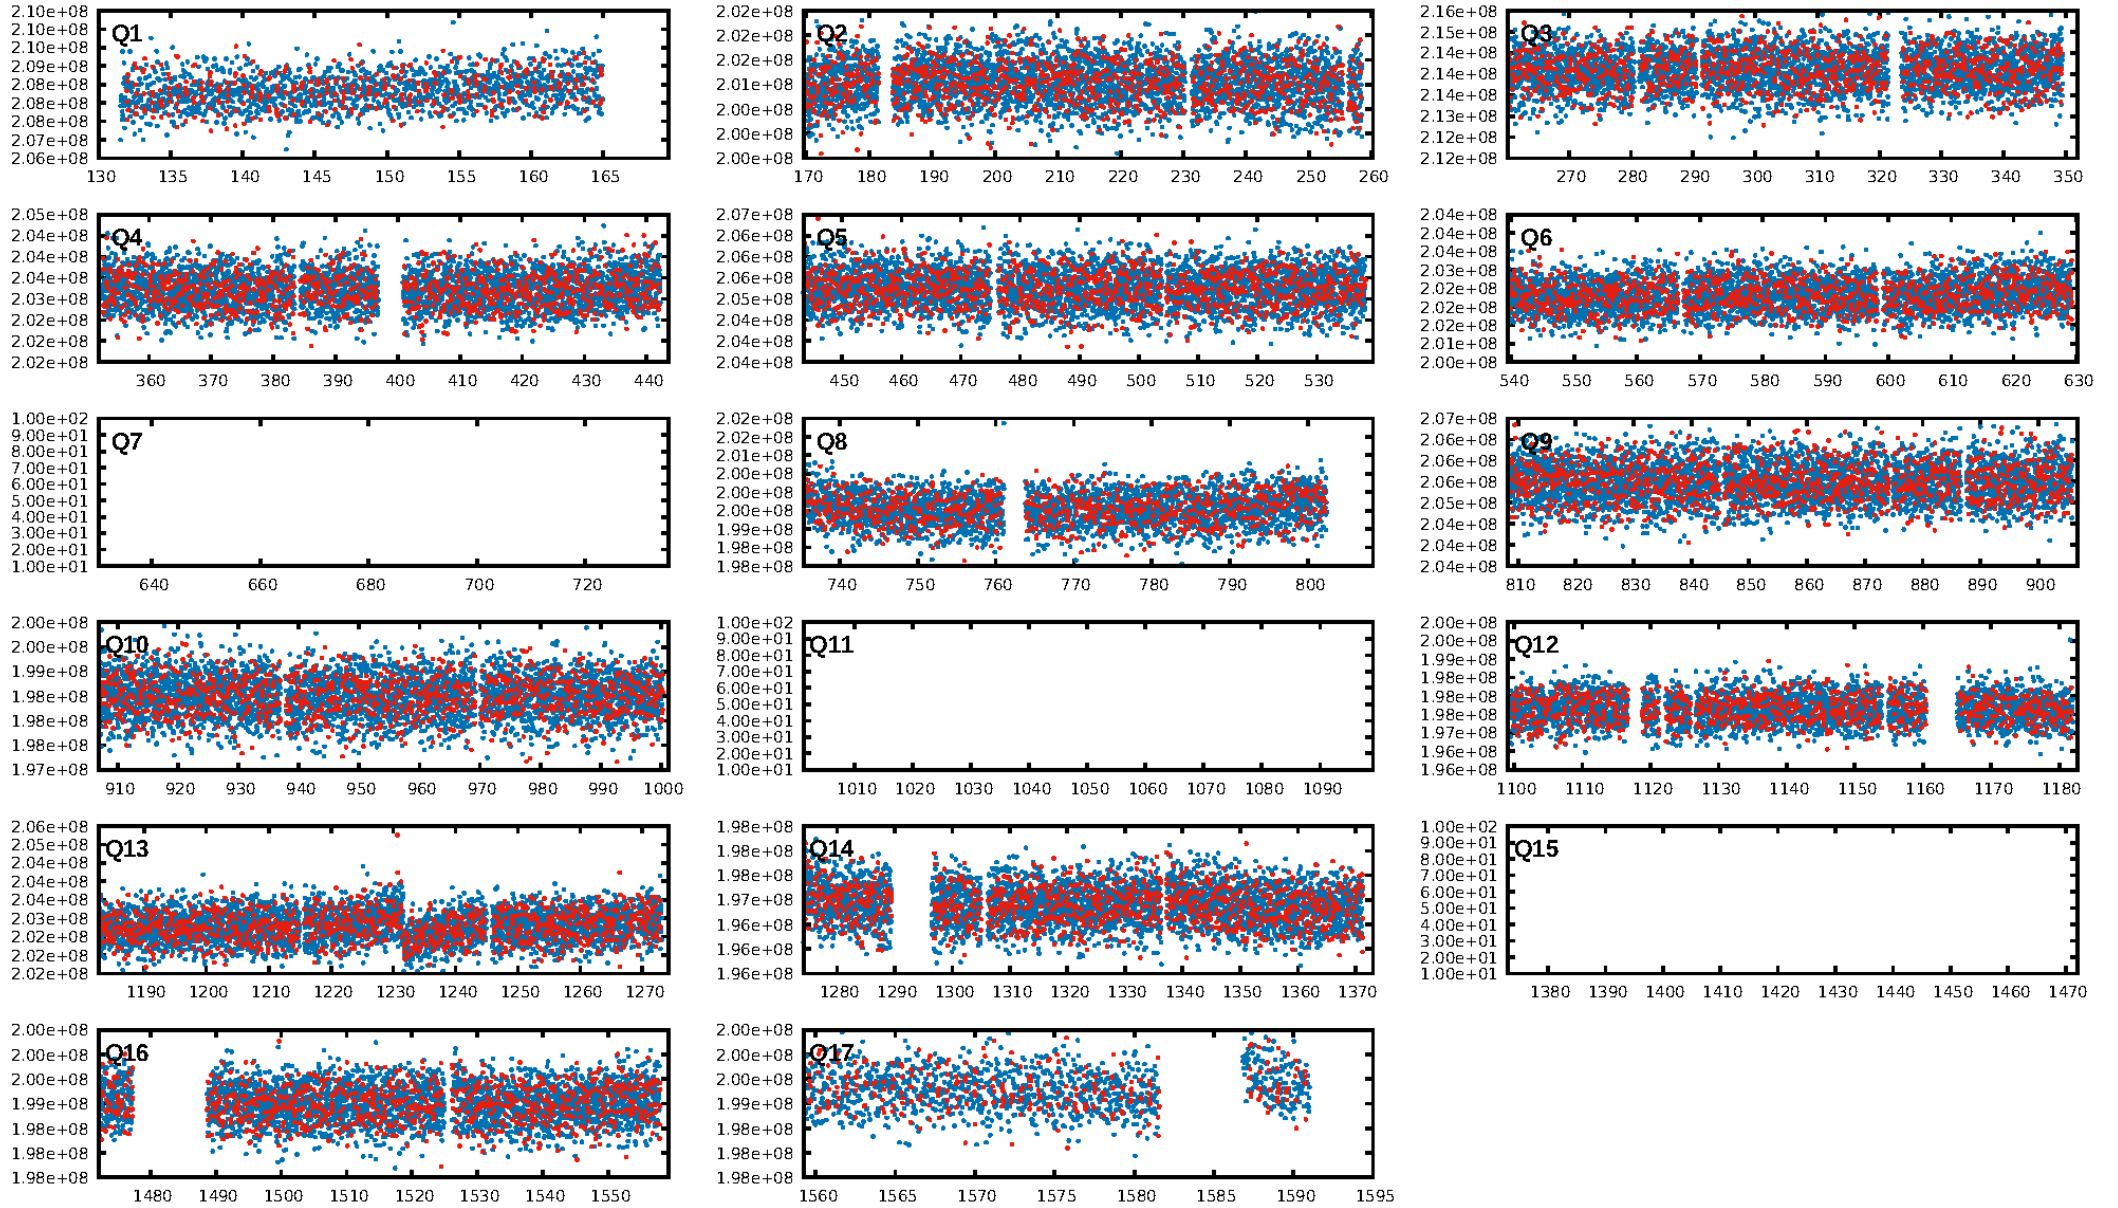 2.10e+08
2.10e+08
Q1
2.10e+08
2.09e+08
2.08e+08
2.08e+08
2.08e+08
2.07e+08
2.06e+08
130 135 140 145 150 155 160 165
2.02e+08
Q2
2.02e+08
2.02e+08
2.01e+08
2.00e+08
2.00e+08
2.00e+08
170 180 190 200 210 220 230 240 250 260
2.16e+08
2.15e+08
Q3
2.14e+08
2.14e+08
2.14e+08
2.13e+08
2.12e+08
2.12e+08
270 280 290 300 310 320 330 340 350
2.05e+08
2.04e+08
Q4
2.04e+08
2.04e+08
2.03e+08
2.02e+08
2.02e+08
2.02e+08
360 370 380 390 400 410 420 430 440
2.07e+08
2.06e+08
Q5
2.06e+08
2.06e+08
2.05e+08
2.04e+08
2.04e+08
2.04e+08
450 460 470 480 490 500 510 520 530
2.04e+08
2.04e+08
Q6
2.04e+08
2.03e+08
2.02e+08
2.02e+08
2.02e+08
2.01e+08
2.00e+08
540 550 560 570 580 590 600 610 620 630
1.00e+02
9.00e+01
Q7
8.00e+01
7.00e+01
6.00e+01
5.00e+01
4.00e+01
3.00e+01
2.00e+01
1.00e+01
640 660 680 700 720
2.02e+08
2.02e+08
Q8
2.01e+08
2.00e+08
2.00e+08
2.00e+08
1.99e+08
1.98e+08
1.98e+08
740 750 760 770 780 790 800
2.07e+08
2.06e+08
Q9
2.06e+08
2.06e+08
2.05e+08
2.04e+08
2.04e+08
2.04e+08
810 820 830 840 850 860 870 880 890 900
2.00e+08
Q10
2.00e+08
1.99e+08
1.98e+08
1.98e+08
1.98e+08
1.97e+08
910 920 930 940 950 960 970 980 990 1000
1.00e+02
9.00e+01
Q11
8.00e+01
7.00e+01
6.00e+01
5.00e+01
4.00e+01
3.00e+01
2.00e+01
1.00e+01
1010 1020 1030 1040 1050 1060 1070 1080 1090
2.00e+08
2.00e+08
Q12
1.99e+08
1.98e+08
1.98e+08
1.98e+08
1.97e+08
1.96e+08
1.96e+08
1100 1110 1120 1130 1140 1150 1160 1170 1180
2.06e+08
2.05e+08
Q13
2.04e+08
2.04e+08
2.04e+08
2.03e+08
2.02e+08
2.02e+08
2.02e+08
1190 1200 1210 1220 1230 1240 1250 1260 1270
1.98e+08
Q14
1.98e+08
1.97e+08
1.97e+08
1.96e+08
1.96e+08
1.96e+08
1280 1290 1300 1310 1320 1330 1340 1350 1360 1370
1.00e+02
9.00e+01
Q15
8.00e+01
7.00e+01
6.00e+01
5.00e+01
4.00e+01
3.00e+01
2.00e+01
1.00e+01
1380 1390 1400 1410 1420 1430 1440 1450 1460 1470
2.00e+08
Q16
2.00e+08
2.00e+08
1.99e+08
1.98e+08
1.98e+08
1.98e+08
1480 1490 1500 1510 1520 1530 1540 1550
2.00e+08
Q17
2.00e+08
2.00e+08
1.99e+08
1.98e+08
1.98e+08
1.98e+08
1560 1565 1570 1575 1580 1585 1590 1595